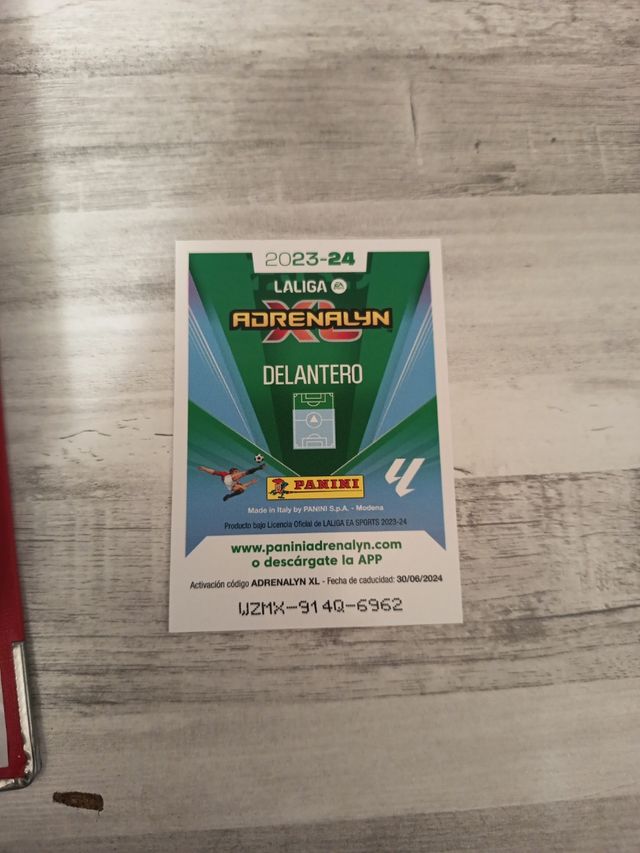 2023-24
LALIGA EA
ADRENALYN XL
DELANTERO
PANINI
Made in Italy by PANINI S.p.A. - Modena
Producto bajo Licencia Oficial de LALIGA EA SPORTS 2023-24
www.paniniadrenalyn.com
o descárgate la APP
Activación código ADRENALYN XL - Fecha de caducidad: 30/06/2024
WZMX-914Q-6962